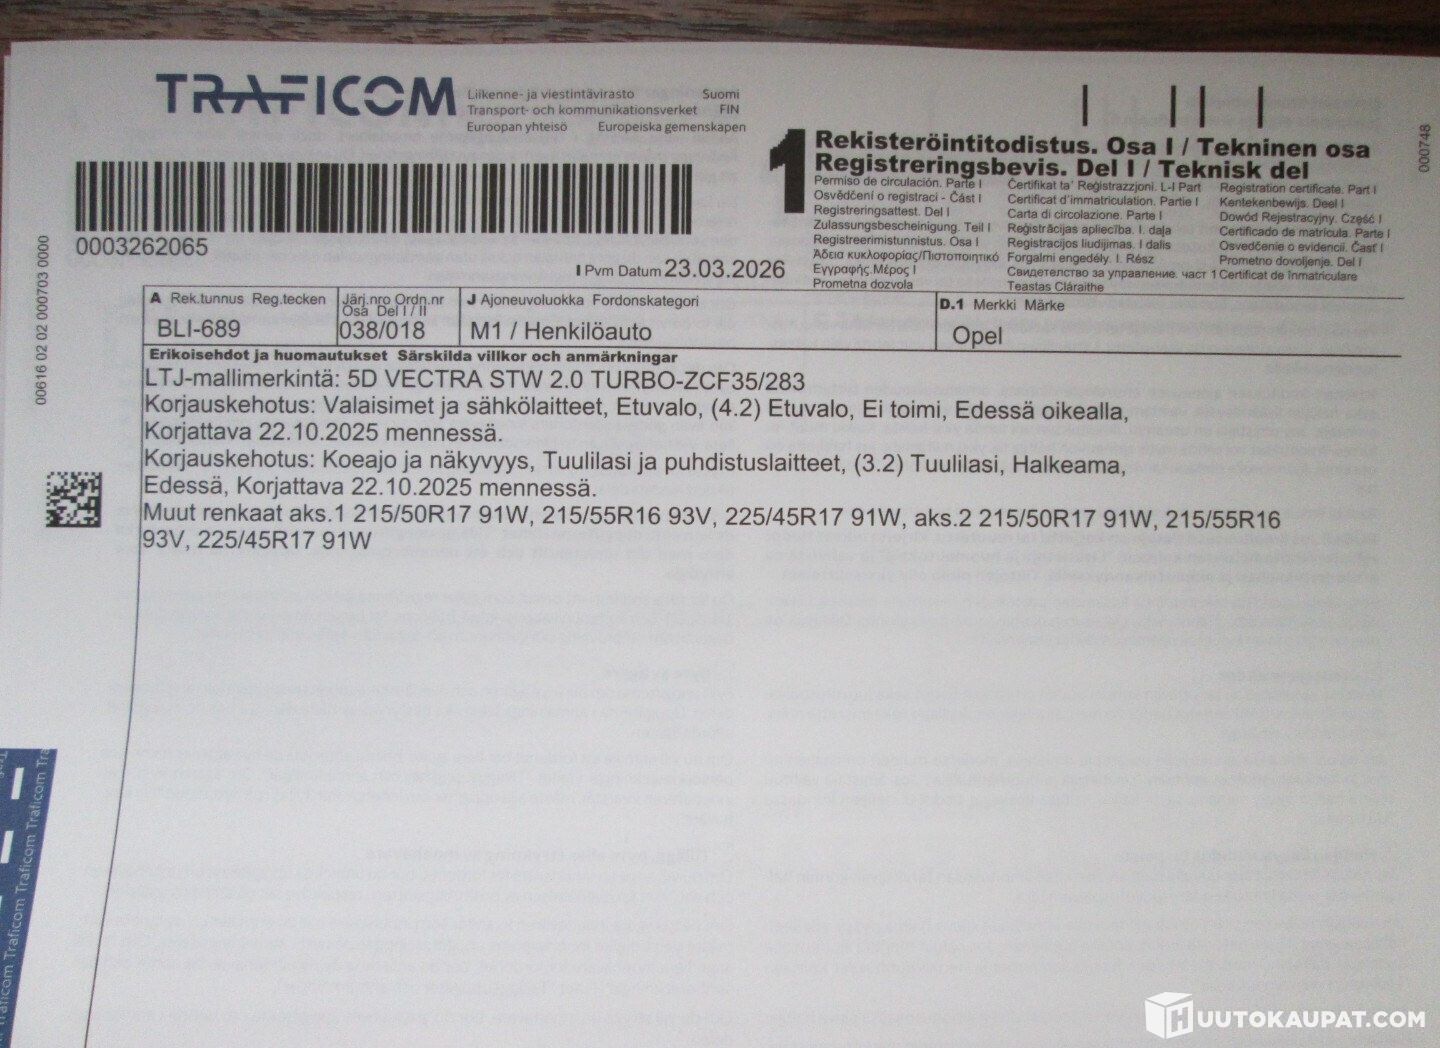 TRAFICOM
Liikenne- ja viestintävirasto Suomi
Transport- och kommunikationsverket FIN
Euroopan yhteisö Europeiska gemenskapen
0003262065
I Pvm Datum 23.03.2026
1
Rekisteröintitodistus. Osa I / Tekninen osa
Registreringsbevis. Del I / Teknisk del
Permiso de circulación. Parte I Ċertifikat ta' Reġistrazzjoni. L-I Part Registration certificate. Part I
Osvědčení o registraci - Část I Certificat d'immatriculation. Partie I Kentekenbewijs. Deel I
Registreringsattest. Del I Carta di circolazione. Parte I Dowód Rejestracyjny. Część I
Zulassungsbescheinigung. Teil I Reģistrācijas apliecība. I. daļa Certificado de matrícula. Parte I
Registreerimistunnistus. Osa I Registracijos liudijimas. I dalis Osvedčenie o evidencii. Časť I
Άδεια κυκλοφορίας/Πιστοποιητικό Forgalmi engedély. I. Rész Prometno dovoljenje. Del I
Εγγραφής.Μέρος I Свидетелство за управление. част 1 Certificat de înmatriculare
Prometna dozvola Teastas Cláraithe
000748
00616 02 02 000703 0000
A Rek.tunnus Reg.tecken
BLI-689
Järj.nro Ordn.nr
Osa Del I / II
038/018
J Ajoneuvoluokka Fordonskategori
M1 / Henkilöauto
D.1 Merkki Märke
Opel
Erikoisehdot ja huomautukset Särskilda villkor och anmärkningar
LTJ-mallimerkintä: 5D VECTRA STW 2.0 TURBO-ZCF35/283
Korjauskehotus: Valaisimet ja sähkölaitteet, Etuvalo, (4.2) Etuvalo, Ei toimi, Edessä oikealla,
Korjattava 22.10.2025 mennessä.
Korjauskehotus: Koeajo ja näkyvyys, Tuulilasi ja puhdistuslaitteet, (3.2) Tuulilasi, Halkeama,
Edessä, Korjattava 22.10.2025 mennessä.
Muut renkaat aks.1 215/50R17 91W, 215/55R16 93V, 225/45R17 91W, aks.2 215/50R17 91W, 215/55R16
93V, 225/45R17 91W
Traficom Traficom Traficom Tra
HUUTOKAUPAT.COM